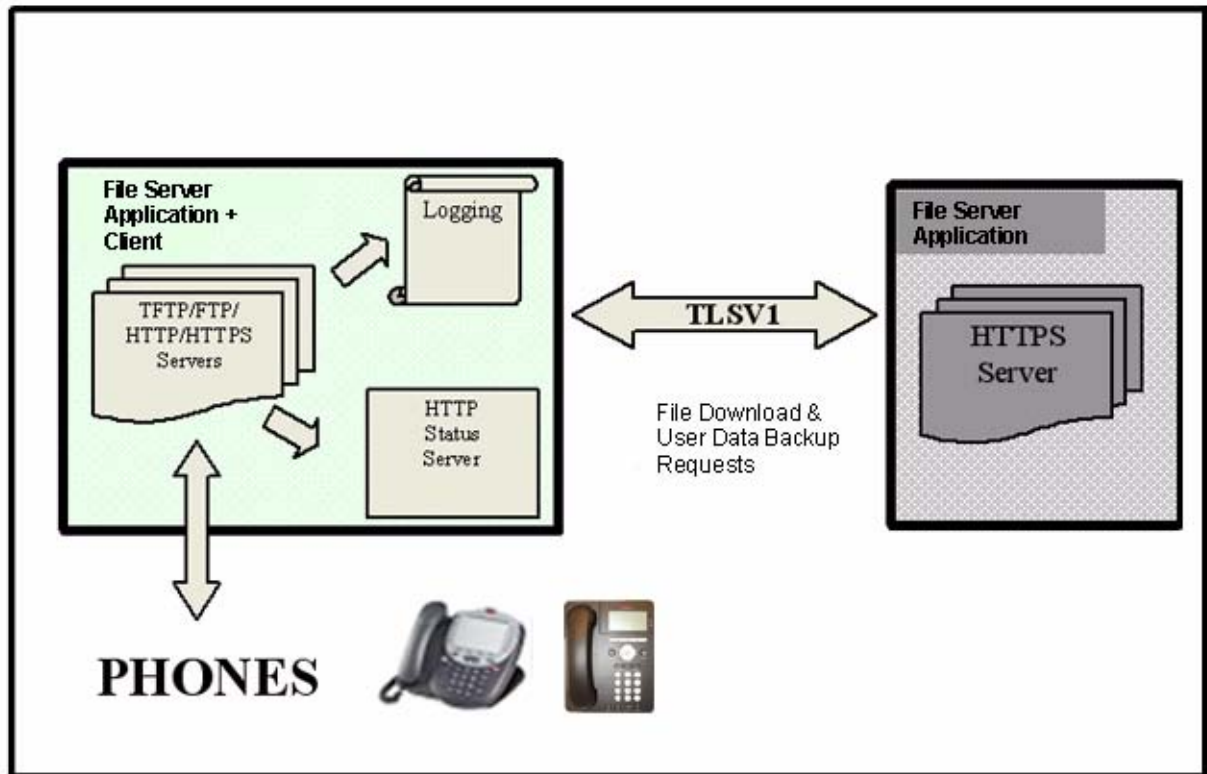 File Server
Application +
Client
Logging
TFTP/FTP/
HTTP/HTTPS
Servers
HTTP
Status
Server
TLSV1
File Download &
User Data Backup
Requests
File Server
Application
HTTPS
Server
PHONES